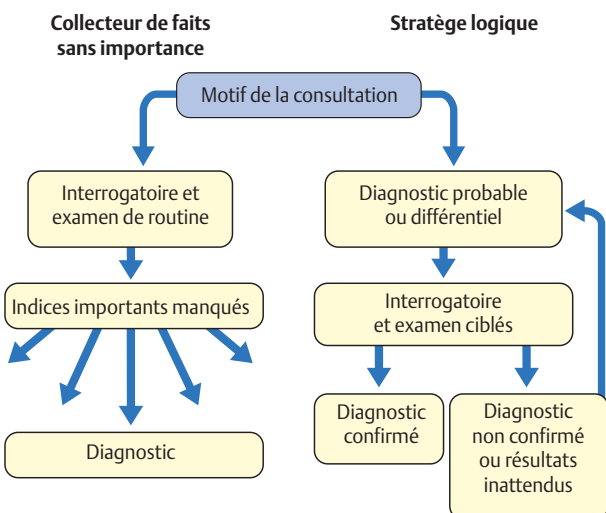 Collecteur de faits
sans importance
Stratège logique
Motif de la consultation
Interrogatoire et
examen de routine
Diagnostic probable
ou différentiel
Indices importants manqués
Interrogatoire
et examen ciblés
Diagnostic
Diagnostic
confirmé
Diagnostic
non confirmé
ou résultats
inattendus